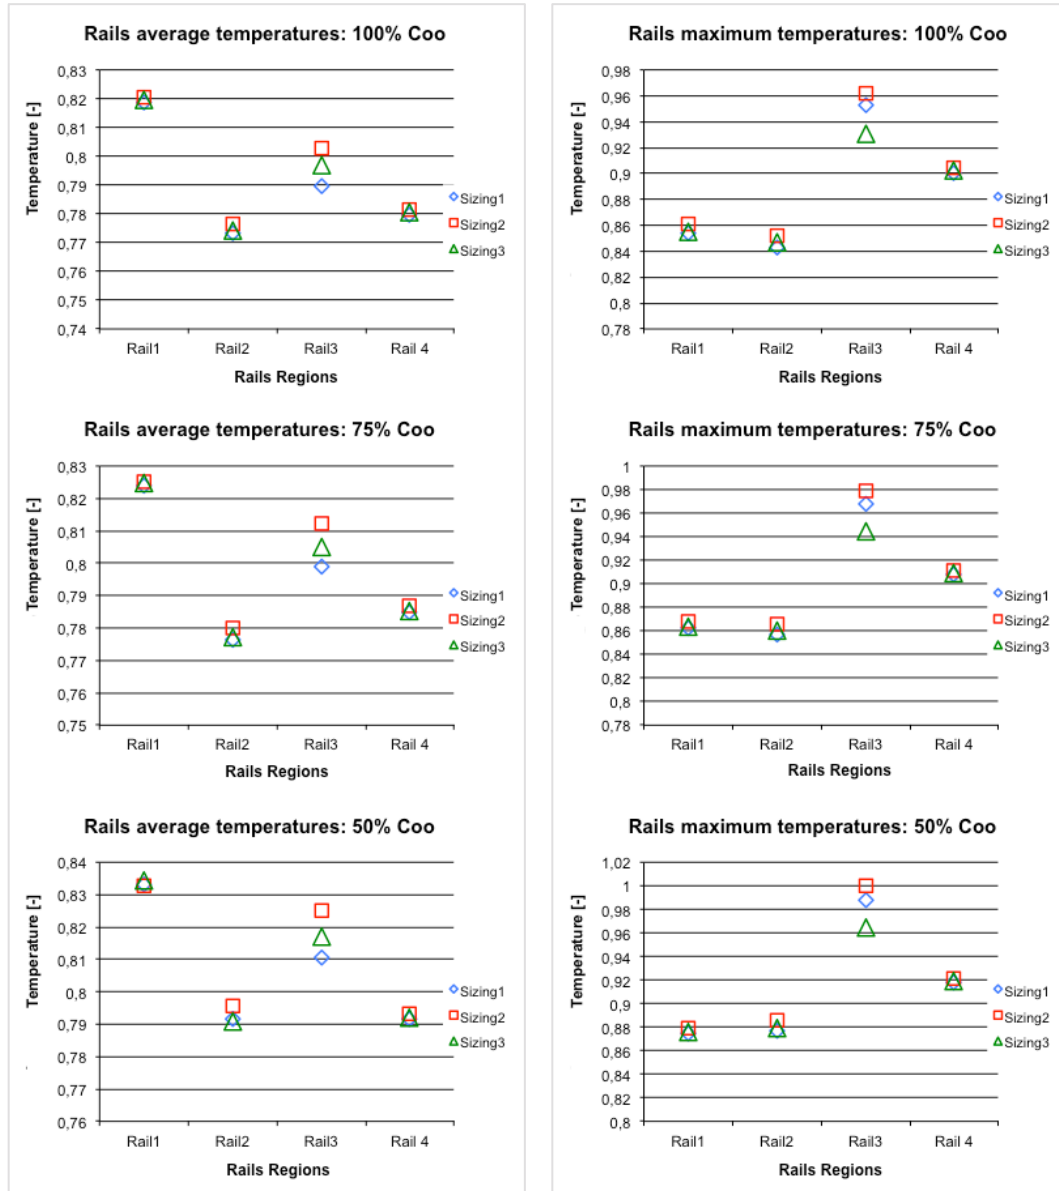 Rails average temperatures: 100% Coo
Temperature [-]
0,83
0,82
0,81
0,8
0,79
0,78
0,77
0,76
0,75
0,74
Rail1 Rail2 Rail3 Rail 4
Rails Regions
Sizing1
Sizing2
Sizing3
Rails maximum temperatures: 100% Coo
Temperature [-]
0,98
0,96
0,94
0,92
0,9
0,88
0,86
0,84
0,82
0,8
0,78
Rail1 Rail2 Rail3 Rail 4
Rails Regions
Sizing1
Sizing2
Sizing3
Rails average temperatures: 75% Coo
Temperature [-]
0,83
0,82
0,81
0,8
0,79
0,78
0,77
0,76
0,75
Rail1 Rail2 Rail3 Rail 4
Rails Regions
Sizing1
Sizing2
Sizing3
Rails maximum temperatures: 75% Coo
Temperature [-]
1
0,98
0,96
0,94
0,92
0,9
0,88
0,86
0,84
0,82
0,8
0,78
Rail1 Rail2 Rail3 Rail 4
Rails Regions
Sizing1
Sizing2
Sizing3
Rails average temperatures: 50% Coo
Temperature [-]
0,84
0,83
0,82
0,81
0,8
0,79
0,78
0,77
0,76
Rail1 Rail2 Rail3 Rail 4
Rails Regions
Sizing1
Sizing2
Sizing3
Rails maximum temperatures: 50% Coo
Temperature [-]
1,02
1
0,98
0,96
0,94
0,92
0,9
0,88
0,86
0,84
0,82
0,8
Rail1 Rail2 Rail3 Rail 4
Rails Regions
Sizing1
Sizing2
Sizing3